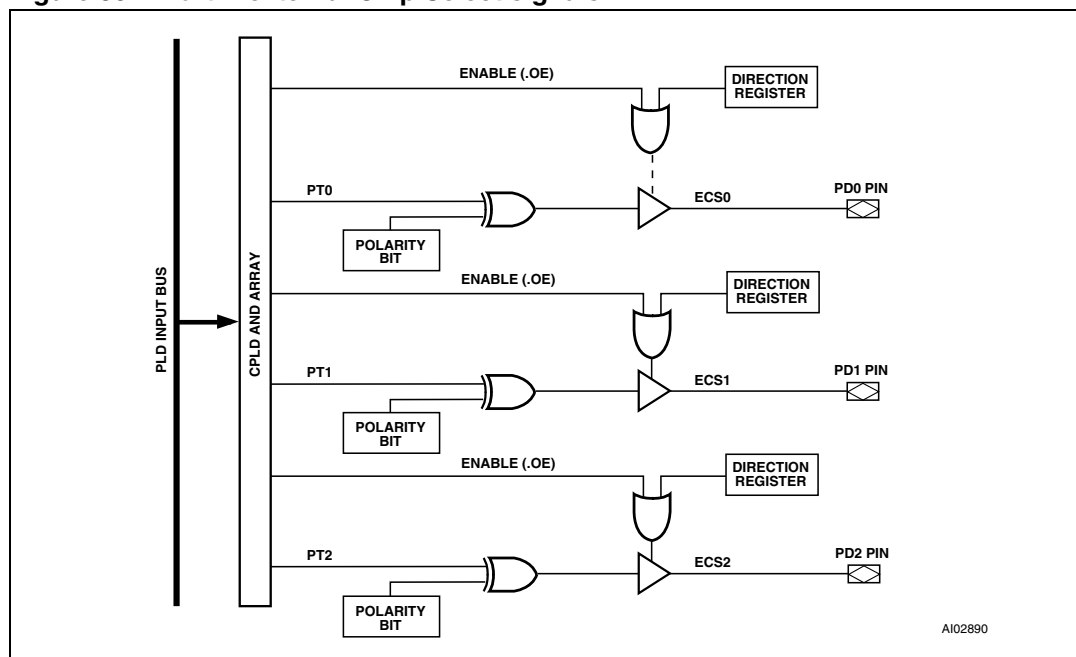 ENABLE (.OE)
DIRECTION
REGISTER
PT0
ECS0
PD0 PIN
POLARITY
BIT
ENABLE (.OE)
DIRECTION
REGISTER
PLD INPUT BUS
CPLD AND ARRAY
PT1
ECS1
PD1 PIN
POLARITY
BIT
ENABLE (.OE)
DIRECTION
REGISTER
PT2
ECS2
PD2 PIN
POLARITY
BIT
AI02890